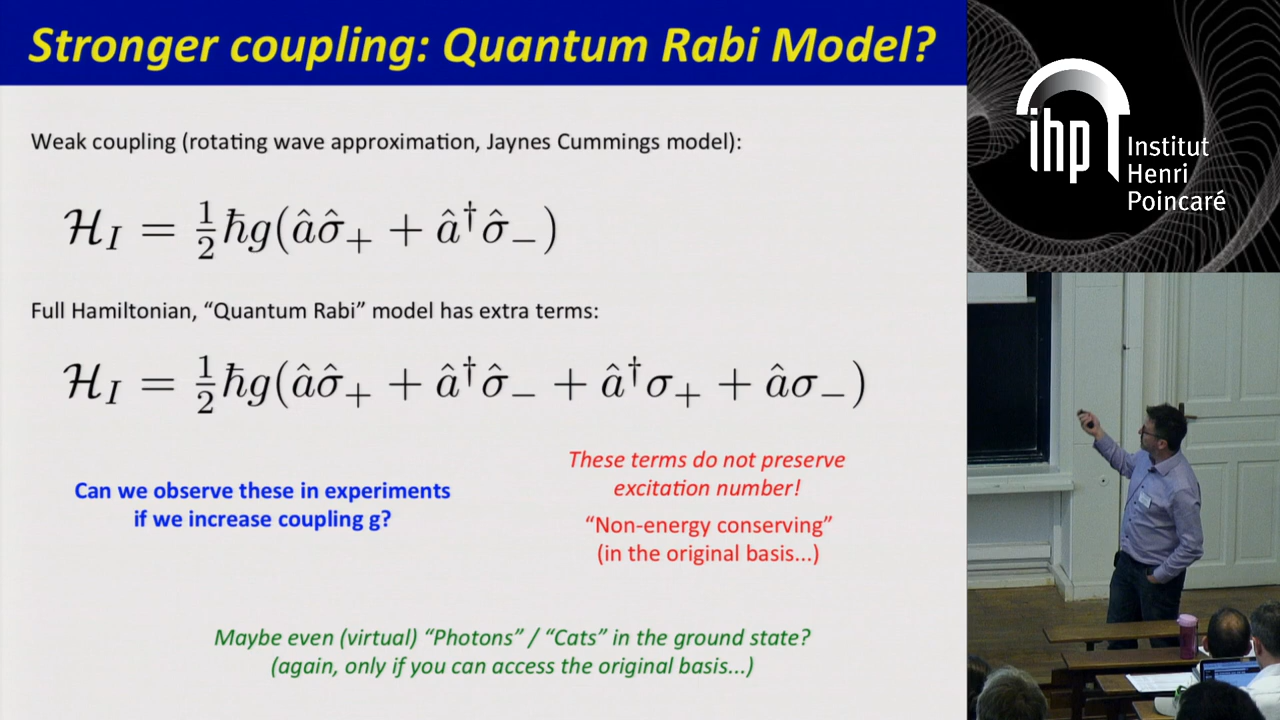 Stronger coupling: Quantum Rabi Model?
Weak coupling (rotating wave approximation, Jaynes Cummings model):
ℋ_I = ½ħg(âσ̂₊ + â†σ̂₋)
Full Hamiltonian, “Quantum Rabi” model has extra terms:
ℋ_I = ½ħg(âσ̂₊ + â†σ̂₋ + â†σ₊ + âσ₋)
Can we observe these in experiments
if we increase coupling g?
These terms do not preserve
excitation number!
“Non-energy conserving”
(in the original basis...)
Maybe even (virtual) “Photons” / “Cats” in the ground state?
(again, only if you can access the original basis...)
ihp
Institut
Henri
Poincaré